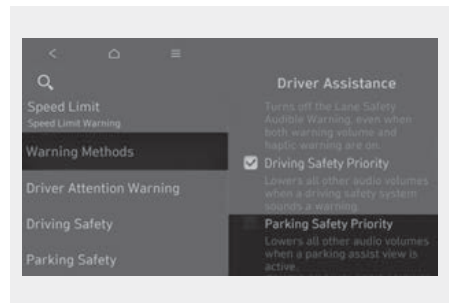 Speed Limit
Speed Limit Warning
Warning Methods
Driver Attention Warning
Driving Safety
Parking Safety
Driver Assistance
Turns off the Lane Safety
Audible Warning, even when
both warning volume and
haptic warning are on.
Driving Safety Priority
Lowers all other audio volumes
when a driving safety system
sounds a warning.
Parking Safety Priority
Lowers all other audio volumes
when a parking assist view is
active.